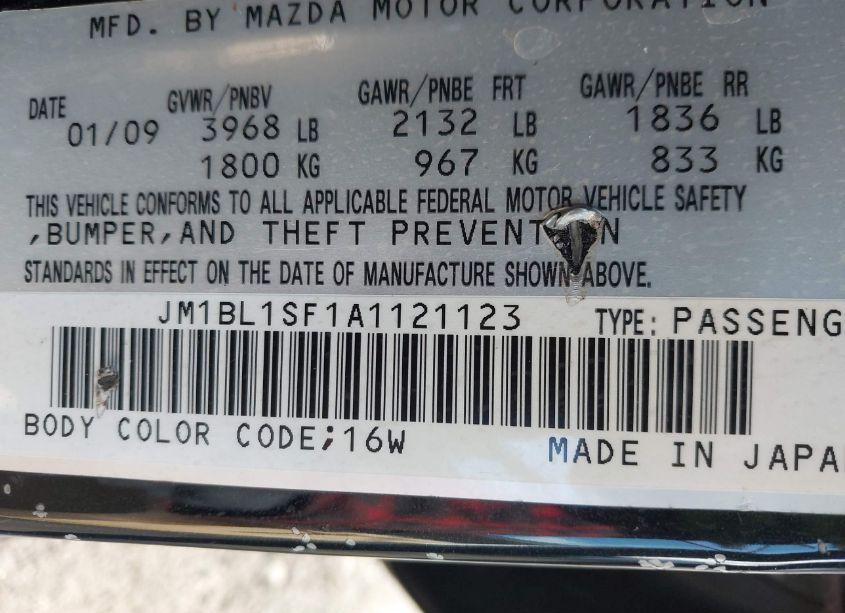 MFD. BY MAZDA MOTOR CORPORATION
DATE GVWR/PNBV GAWR/PNBE FRT GAWR/PNBE RR
01/09 3968 LB 2132 LB 1836 LB
1800 KG 967 KG 833 KG
THIS VEHICLE CONFORMS TO ALL APPLICABLE FEDERAL MOTOR VEHICLE SAFETY
,BUMPER,AND THEFT PREVENTION
STANDARDS IN EFFECT ON THE DATE OF MANUFACTURE SHOWN ABOVE.
JM1BL1SF1A1121123 TYPE: PASSENG
BODY COLOR CODE;16W MADE IN JAPA